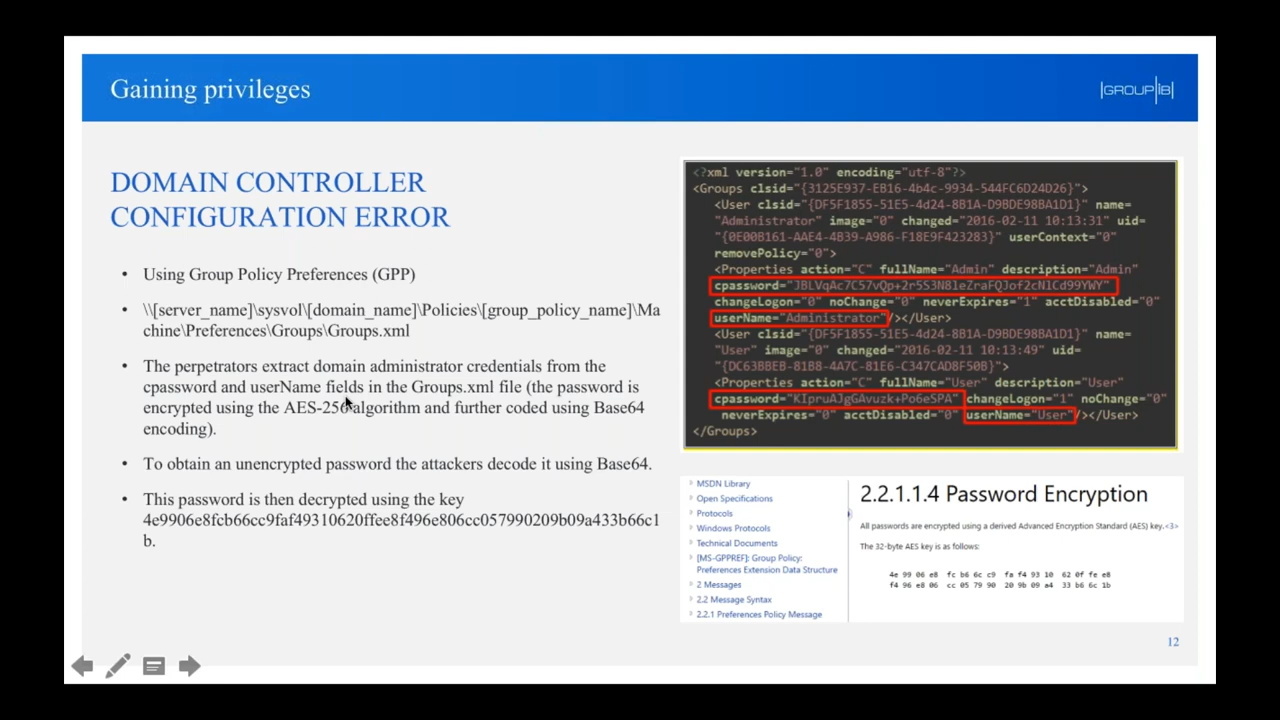 Gaining privileges
|GROUP|iB|
DOMAIN CONTROLLER
CONFIGURATION ERROR
• Using Group Policy Preferences (GPP)
• \\[server_name]\sysvol\[domain_name]\Policies\[group_policy_name]\Ma
chine\Preferences\Groups\Groups.xml
• The perpetrators extract domain administrator credentials from the
cpassword and userName fields in the Groups.xml file (the password is
encrypted using the AES-256 algorithm and further coded using Base64
encoding).
• To obtain an unencrypted password the attackers decode it using Base64.
• This password is then decrypted using the key
4e9906e8fcb66cc9faf49310620ffee8f496e806cc057990209b09a433b66c1
b.
<?xml version="1.0" encoding="utf-8"?>
<Groups clsid="{3125E937-EB16-4b4c-9934-544FC6D24D26}">
<User clsid="{DF5F1855-51E5-4d24-8B1A-D9BDE98BA1D1}" name=
"Administrator" image="0" changed="2016-02-11 10:13:31" uid=
"{0E00B161-AAE4-4B39-A986-F18E9F423283}" userContext="0"
removePolicy="0">
<Properties action="C" fullName="Admin" description="Admin"
cpassword="JBLVqAc7C57vQp+2r5S3N81eZraFQJof2cNlCd99YWY"
changeLogon="0" noChange="0" neverExpires="1" acctDisabled="0"
userName="Administrator"/></User>
<User clsid="{DF5F1855-51E5-4d24-8B1A-D9BDE98BA1D1}" name=
"User" image="0" changed="2016-02-11 10:13:49" uid=
"{DC63BBEB-81B8-4A7C-81E6-C347CAD8F50B}">
<Properties action="C" fullName="User" description="User"
cpassword="KIpruAJgGAvuzk+Po6eSPA" changeLogon="1" noChange="0"
neverExpires="0" acctDisabled="0" userName="User"/></User>
</Groups>
MSDN Library
Open Specifications
Protocols
Windows Protocols
Technical Documents
[MS-GPPREF]: Group Policy:
Preferences Extension Data Structure
2 Messages
2.2 Message Syntax
2.2.1 Preferences Policy Message
2.2.1.1.4 Password Encryption
All passwords are encrypted using a derived Advanced Encryption Standard (AES) key.<3>
The 32-byte AES key is as follows:
4e 99 06 e8 fc b6 6c c9 fa f4 93 10 62 0f fe e8
f4 96 e8 06 cc 05 79 90 20 9b 09 a4 33 b6 6c 1b
12